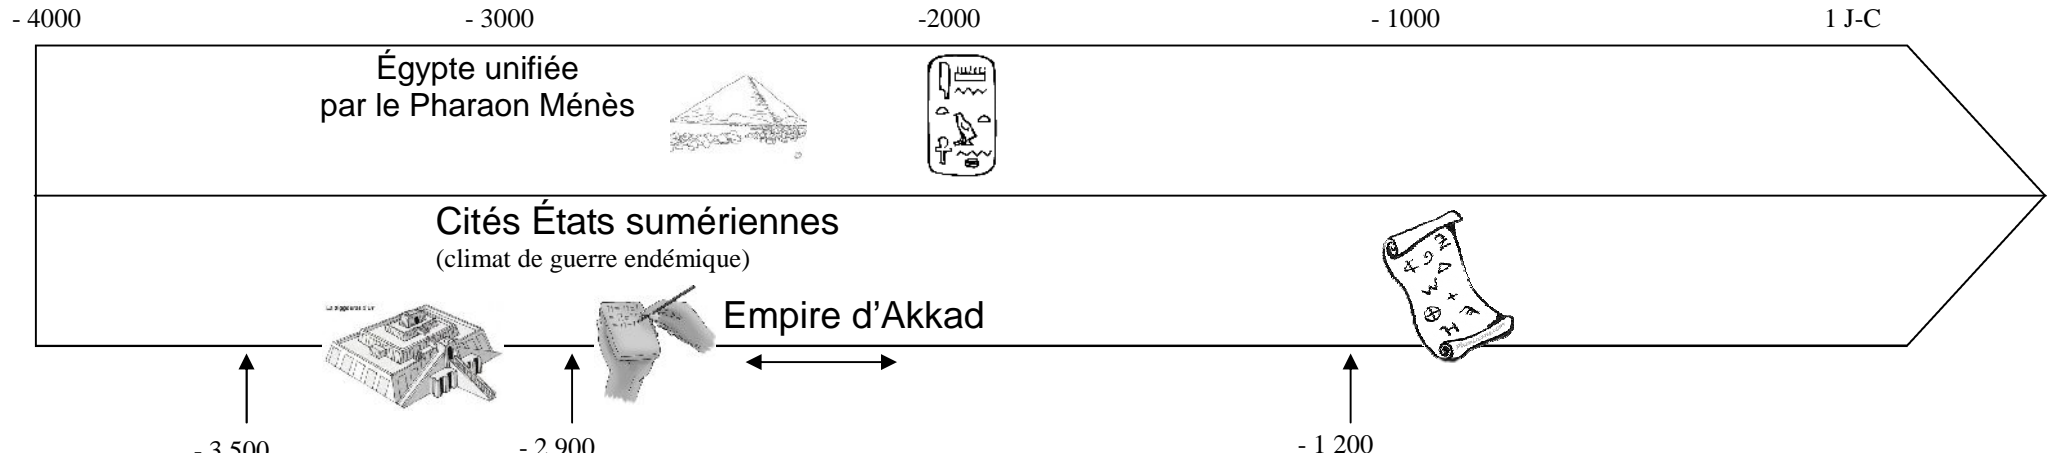 - 4000 - 3000 -2000 - 1000 1 J-C
Égypte unifiée
par le Pharaon Ménès
Cités États sumériennes
(climat de guerre endémique)
Empire d'Akkad
- 3 500 - 2 900 - 1 200